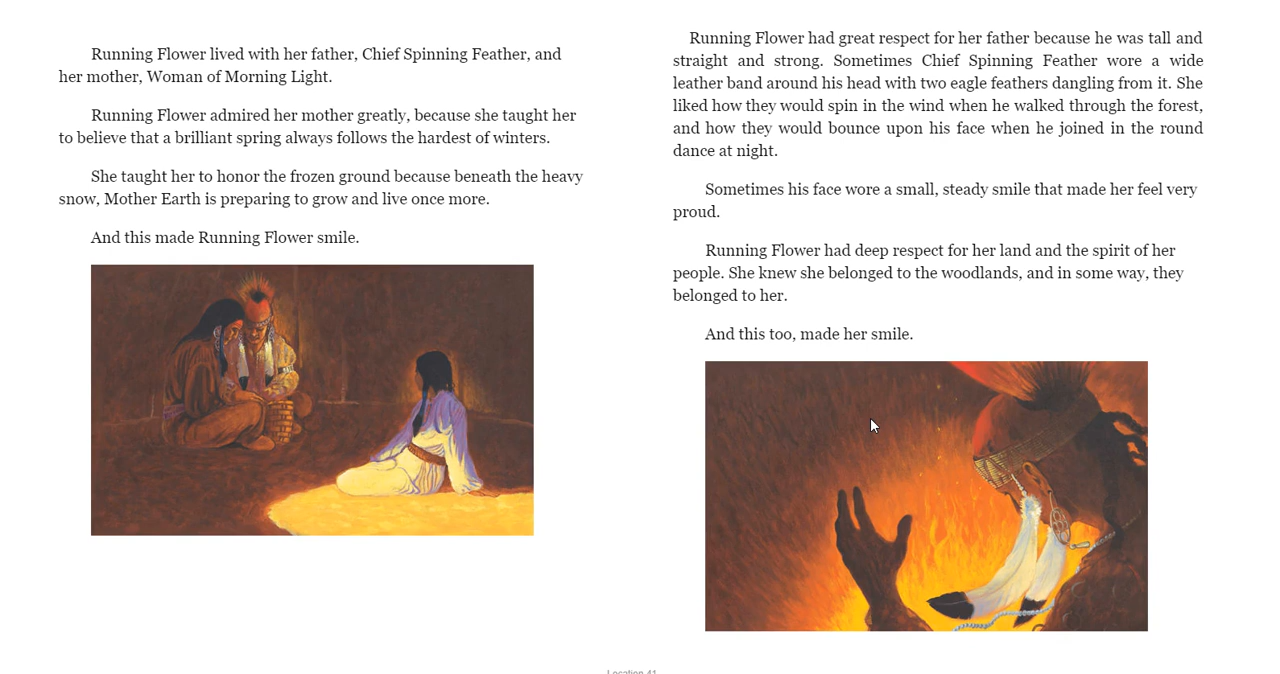 Running Flower lived with her father, Chief Spinning Feather, and
her mother, Woman of Morning Light.
Running Flower admired her mother greatly, because she taught her
to believe that a brilliant spring always follows the hardest of winters.
She taught her to honor the frozen ground because beneath the heavy
snow, Mother Earth is preparing to grow and live once more.
And this made Running Flower smile.
Running Flower had great respect for her father because he was tall and
straight and strong. Sometimes Chief Spinning Feather wore a wide
leather band around his head with two eagle feathers dangling from it. She
liked how they would spin in the wind when he walked through the forest,
and how they would bounce upon his face when he joined in the round
dance at night.
Sometimes his face wore a small, steady smile that made her feel very
proud.
Running Flower had deep respect for her land and the spirit of her
people. She knew she belonged to the woodlands, and in some way, they
belonged to her.
And this too, made her smile.
Location 41